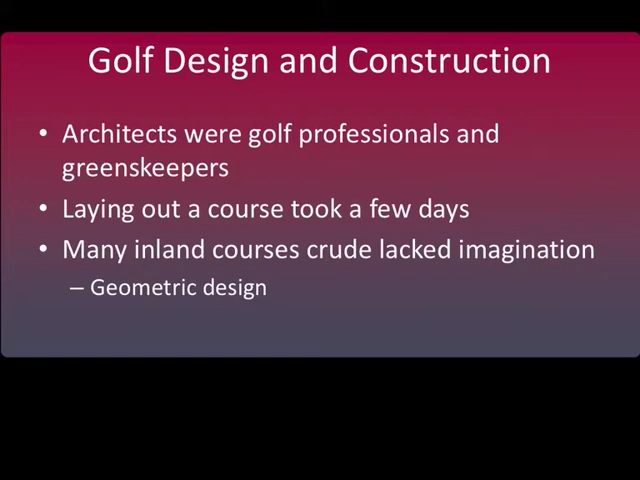 Golf Design and Construction
• Architects were golf professionals and
greenskeepers
• Laying out a course took a few days
• Many inland courses crude lacked imagination
– Geometric design